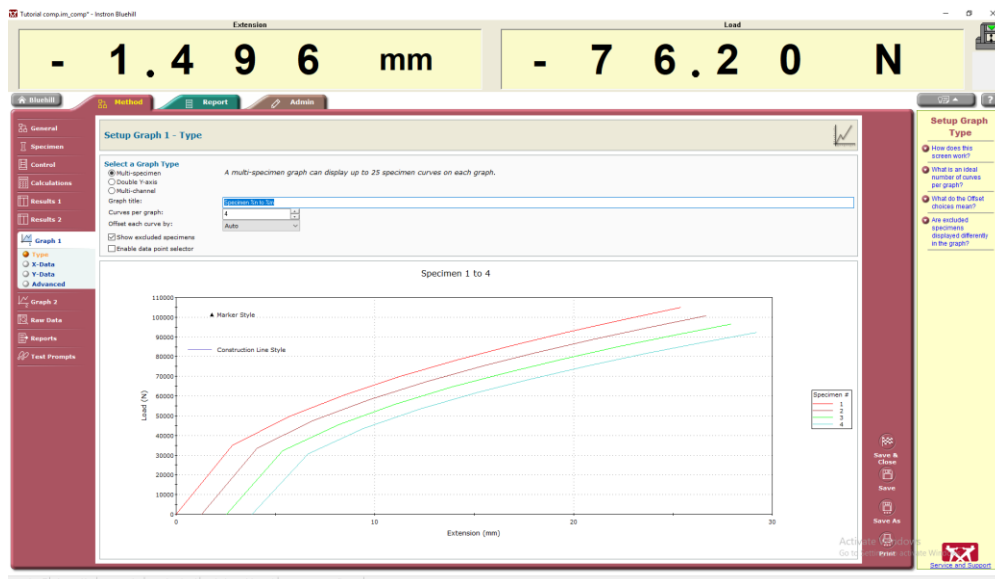 Tutorial comp.im_comp* - Instron Bluehill
Extension
- 1.496 mm
Load
- 76.20 N
Bluehill
Method
Report
Admin
?
General
Specimen
Control
Calculations
Results 1
Results 2
Graph 1
Type
X-Data
Y-Data
Advanced
Graph 2
Raw Data
Reports
Test Prompts
Setup Graph 1 - Type
Select a Graph Type
Multi-specimen
Double Y-axis
Multi-channel
A multi-specimen graph can display up to 25 specimen curves on each graph.
Graph title:
Specimen %n to %n
Curves per graph:
4
Offset each curve by:
Auto
Show excluded specimens
Enable data point selector
Specimen 1 to 4
110000
100000
90000
80000
70000
60000
50000
40000
30000
20000
10000
0
Load (N)
Marker Style
Construction Line Style
0
10
20
30
Extension (mm)
Specimen #
1
2
3
4
Save &
Close
Save
Save As
Print
Setup Graph
Type
How does this
screen work?
What is an ideal
number of curves
per graph?
What do the Offset
choices mean?
Are excluded
specimens
displayed differently
in the graph?
Activate Windows
Service and Support